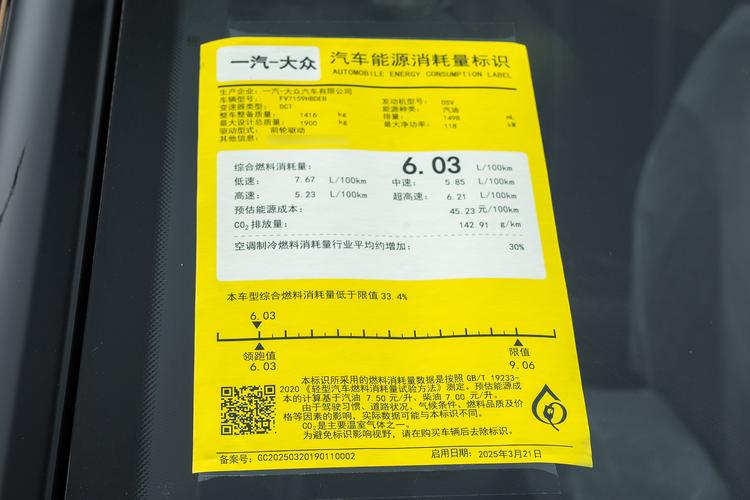 一汽-大众 汽车能源消耗量标识
AUTOMOBILE ENERGY CONSUMPTION LABEL
生产企业：一汽-大众汽车有限公司
车辆型号： FV7159HBDEB 发动机型号： DSV
变速器类型： DCT 能源种类： 汽油
整车整备质量： 1416 kg 排量： 1498 mL
最大设计总质量： 1900 kg 最大净功率： 118 kW
驱动型式： 前轮驱动
其他信息：
综合燃料消耗量： 6.03 L/100km
低速： 7.67 L/100km 中速： 5.85 L/100km
高速： 5.23 L/100km 超高速： 6.21 L/100km
预估能源成本： 45.23 元/100km
CO₂排放量： 142.91 g/km
空调制冷燃料消耗量行业平均约增加： 30%
本车型综合燃料消耗量低于限值 33.4%
6.03
领跑值 限值
6.03 9.06
本标识所采用的燃料消耗量数据是按照 GB/T 19233-
2020 《轻型汽车燃料消耗量试验方法》测定。预估能源成
本的计算基于汽油 7.50 元/升、柴油 7.00 元/升。
由于驾驶习惯、道路状况、气候条件、燃料品质及价
格等因素的影响，实际数据可能与本标识不同。
CO₂是主要温室气体之一。
为避免标识影响视野，请在购买车辆后去除标识。
备案号：GC20250320190110002 启用日期：2025年3月21日